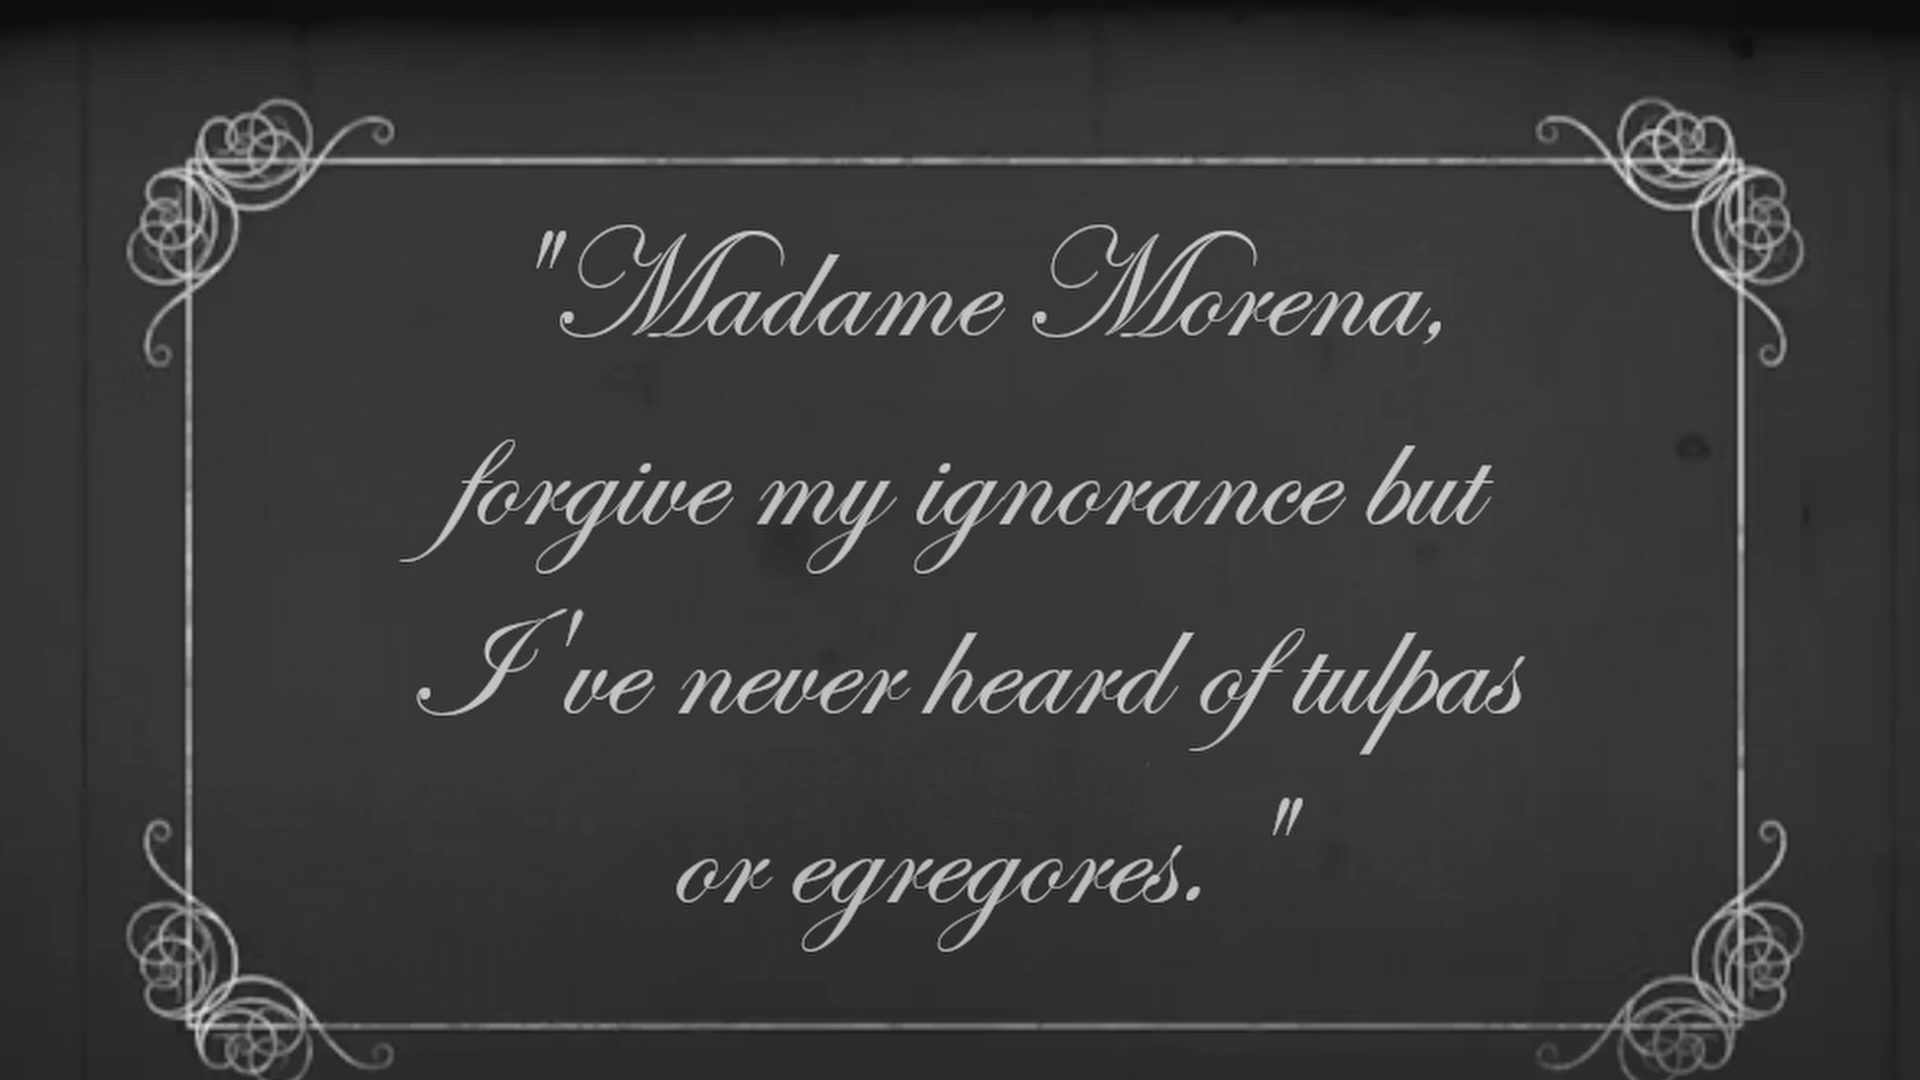 "Madame Morena,
forgive my ignorance but
I've never heard of tulpas
or egregores. "